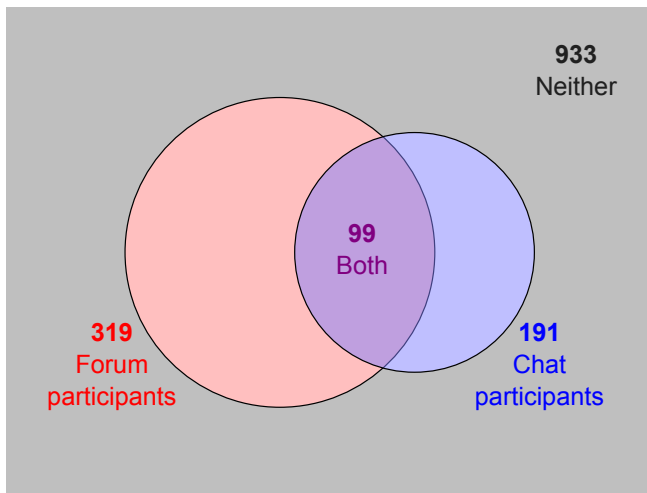 933
Neither
99
Both
319
Forum
participants
191
Chat
participants